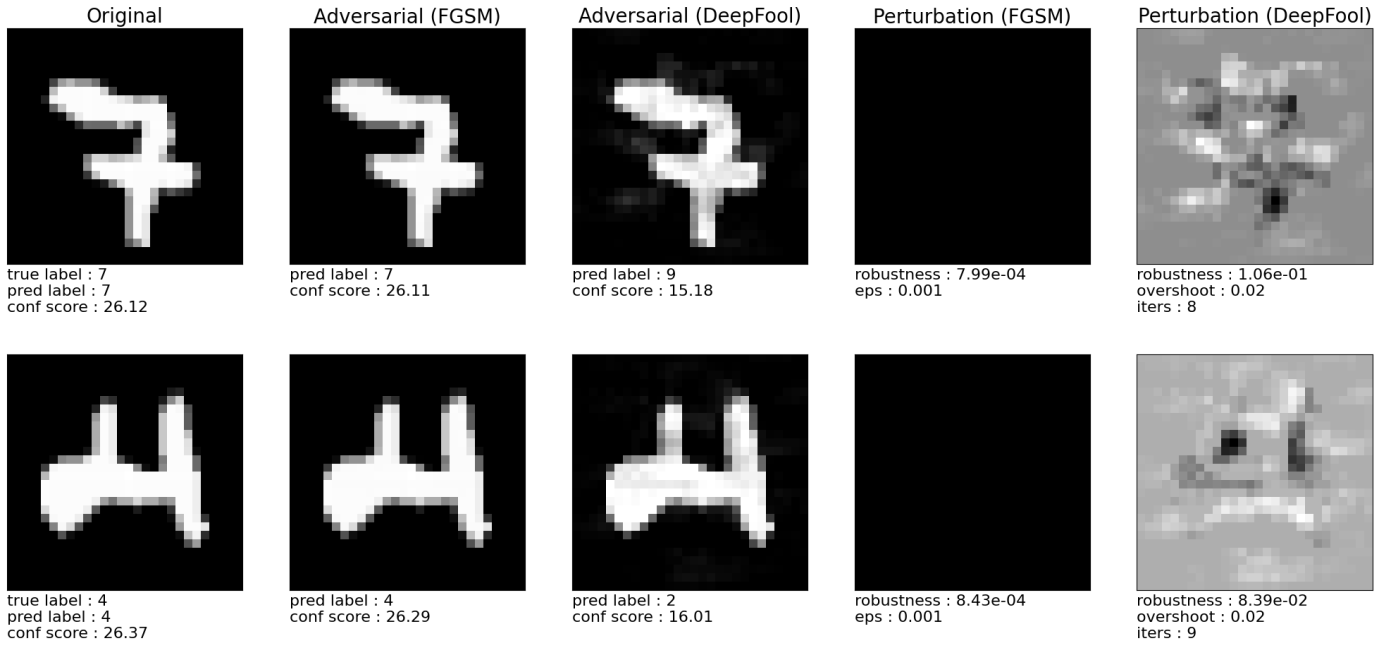 Original
Adversarial (FGSM)
Adversarial (DeepFool)
Perturbation (FGSM)
Perturbation (DeepFool)
true label : 7
pred label : 7
conf score : 26.12
pred label : 7
conf score : 26.11
pred label : 9
conf score : 15.18
robustness : 7.99e-04
eps : 0.001
robustness : 1.06e-01
overshoot : 0.02
iters : 8
true label : 4
pred label : 4
conf score : 26.37
pred label : 4
conf score : 26.29
pred label : 2
conf score : 16.01
robustness : 8.43e-04
eps : 0.001
robustness : 8.39e-02
overshoot : 0.02
iters : 9